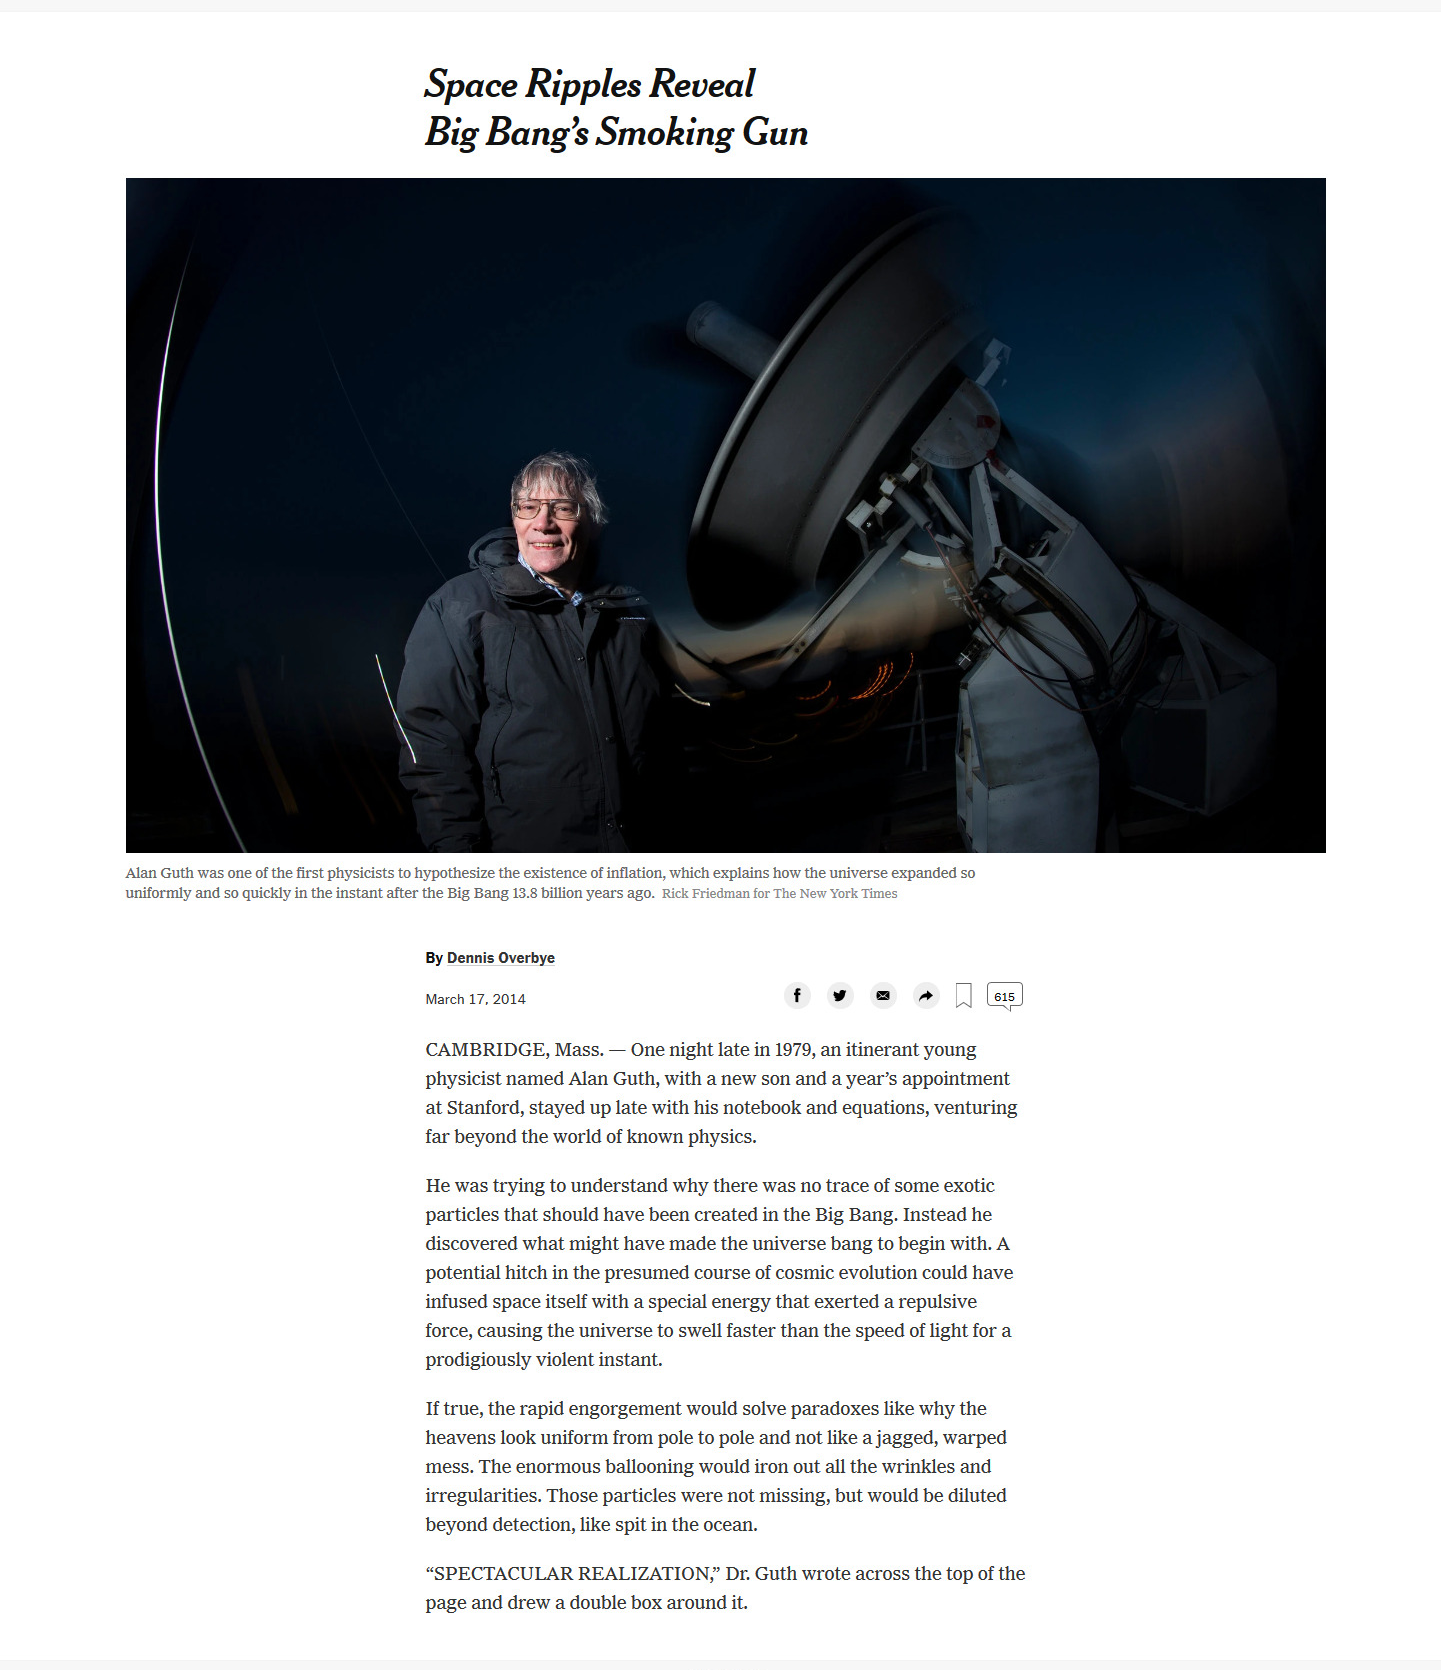 Space Ripples Reveal
Big Bang’s Smoking Gun
Alan Guth was one of the first physicists to hypothesize the existence of inflation, which explains how the universe expanded so
uniformly and so quickly in the instant after the Big Bang 13.8 billion years ago. Rick Friedman for The New York Times
By Dennis Overbye
March 17, 2014
615
CAMBRIDGE, Mass. — One night late in 1979, an itinerant young
physicist named Alan Guth, with a new son and a year’s appointment
at Stanford, stayed up late with his notebook and equations, venturing
far beyond the world of known physics.
He was trying to understand why there was no trace of some exotic
particles that should have been created in the Big Bang. Instead he
discovered what might have made the universe bang to begin with. A
potential hitch in the presumed course of cosmic evolution could have
infused space itself with a special energy that exerted a repulsive
force, causing the universe to swell faster than the speed of light for a
prodigiously violent instant.
If true, the rapid engorgement would solve paradoxes like why the
heavens look uniform from pole to pole and not like a jagged, warped
mess. The enormous ballooning would iron out all the wrinkles and
irregularities. Those particles were not missing, but would be diluted
beyond detection, like spit in the ocean.
“SPECTACULAR REALIZATION,” Dr. Guth wrote across the top of the
page and drew a double box around it.